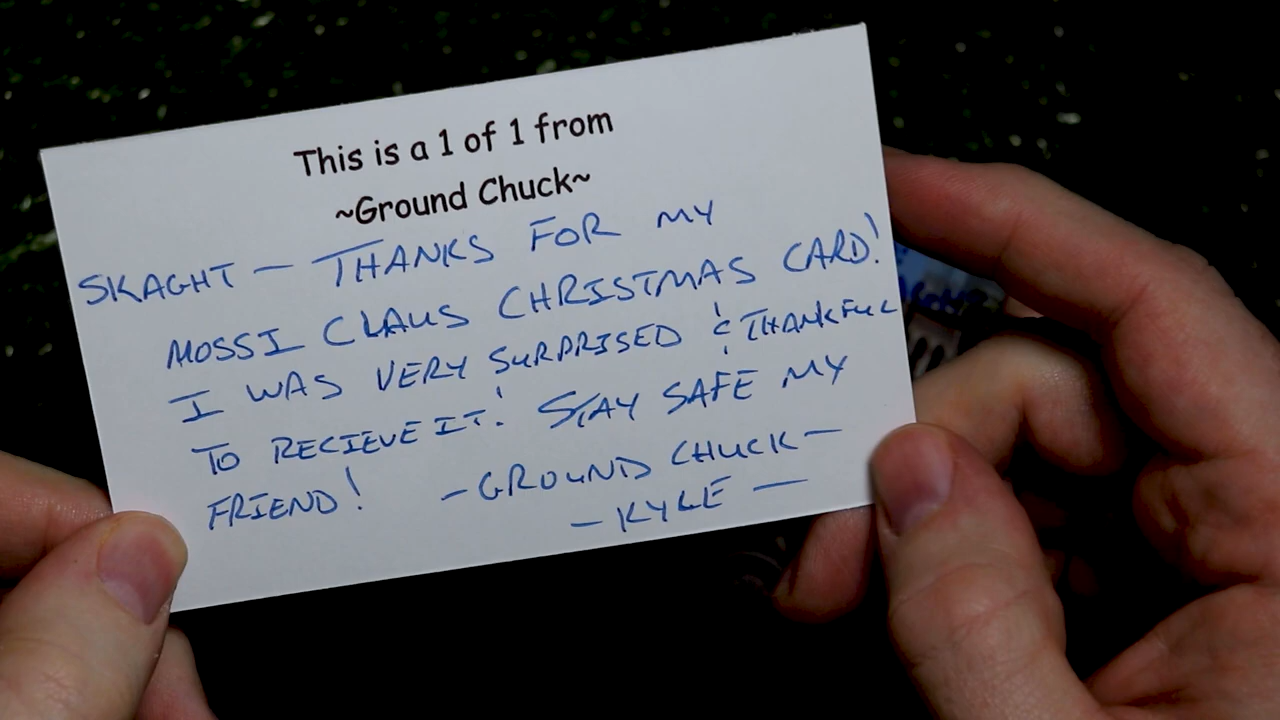 This is a 1 of 1 from
~Ground Chuck~
SKAGHT — THANKS FOR MY
MOSSI CLAUS CHRISTMAS CARD!
I WAS VERY SURPRISED & THANKFUL
TO RECIEVE IT! STAY SAFE MY
FRIEND! - GROUND CHUCK -
- KYLE -